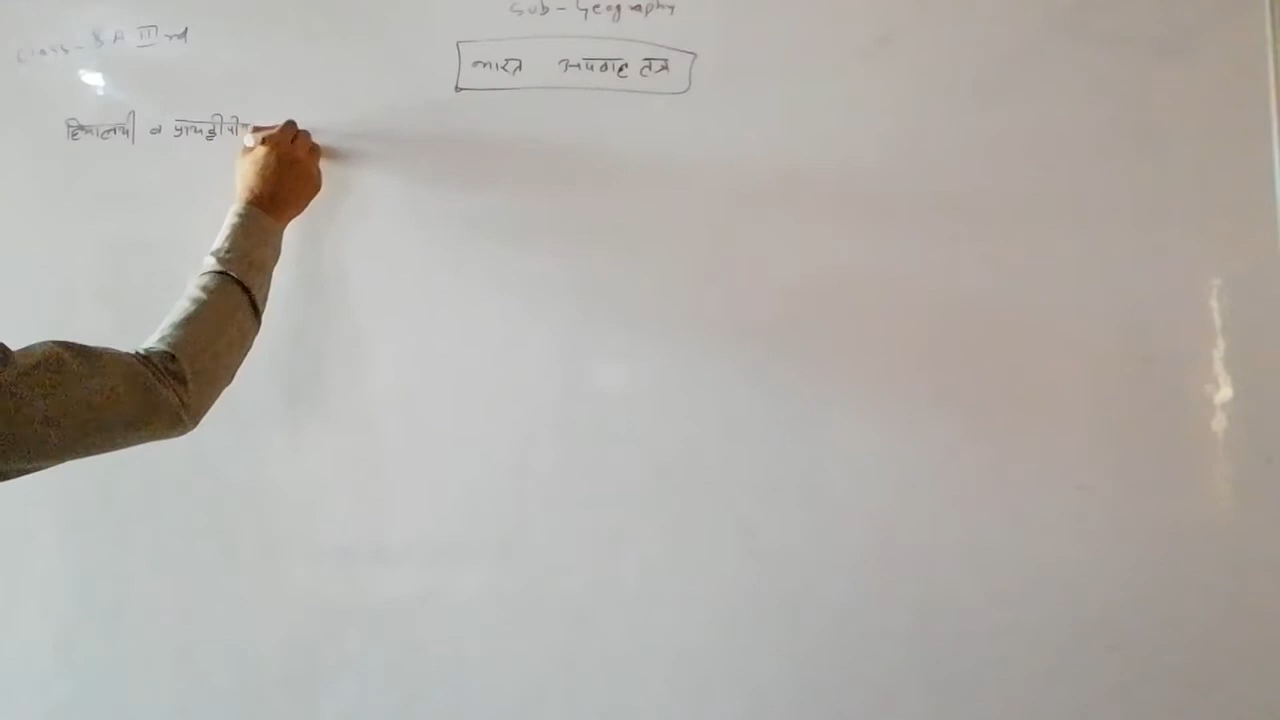 Sub - Geography
Class - B A III rd
भारत अपवाह तंत्र
हिमालयी व प्रायद्वीपीय